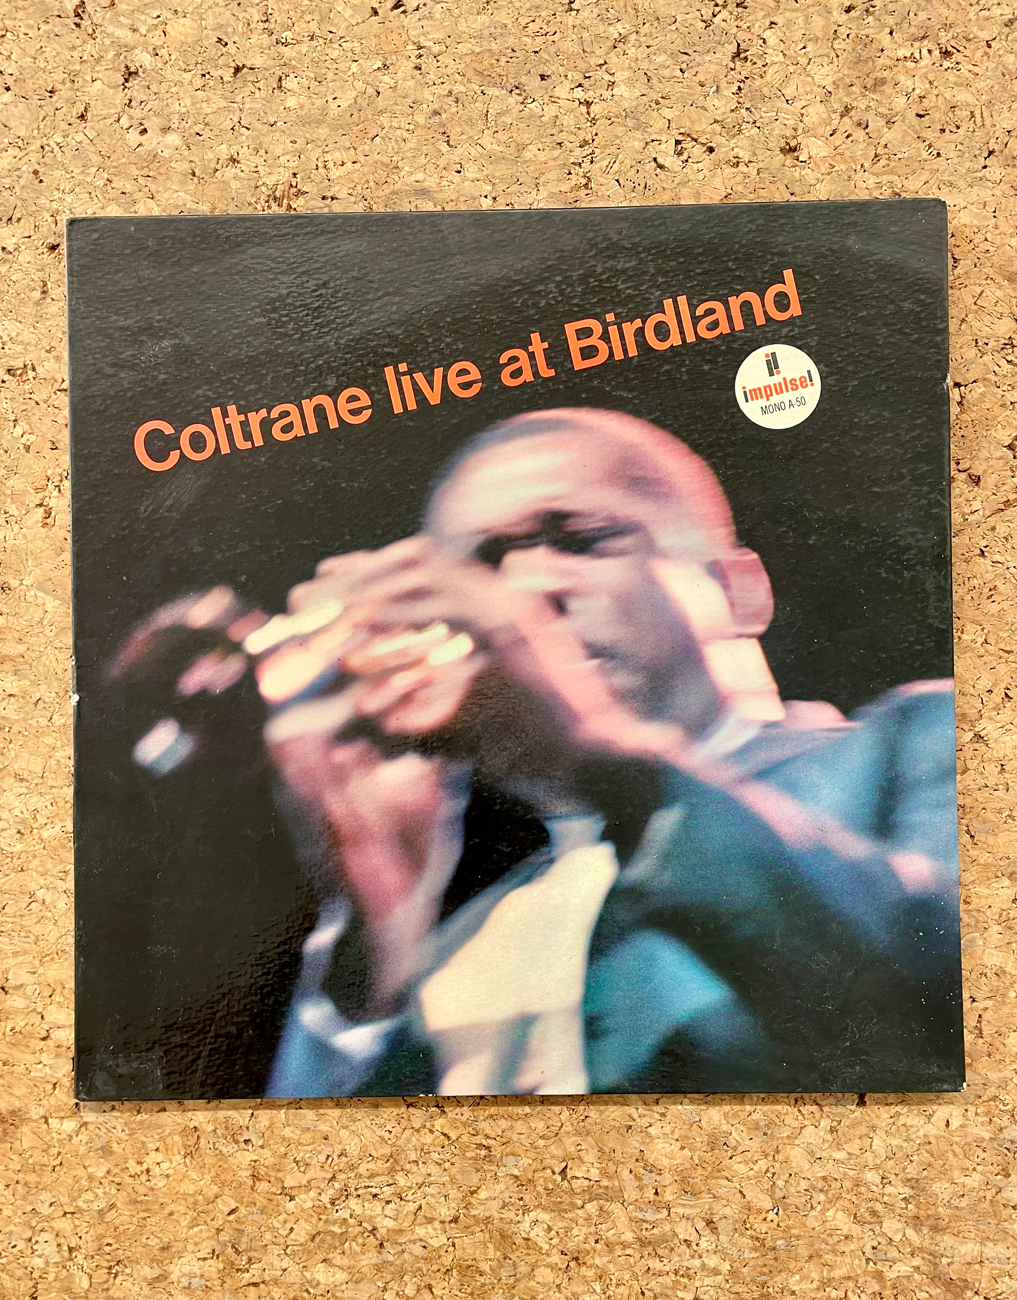 Coltrane live at Birdland
i!
impulse!
MONO A-50